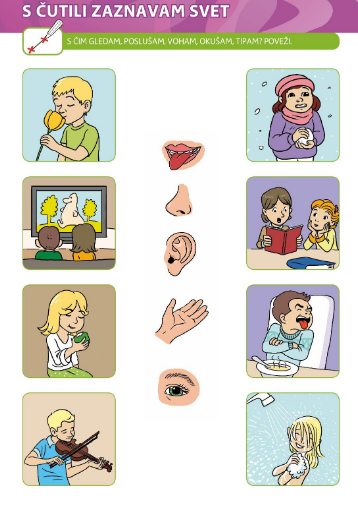 S ČUTILI ZAZNAVAM SVET
S ČIM GLEDAM, POSLUŠAM, VOHAM, OKUŠAM, TIPAM? POVEŽI.